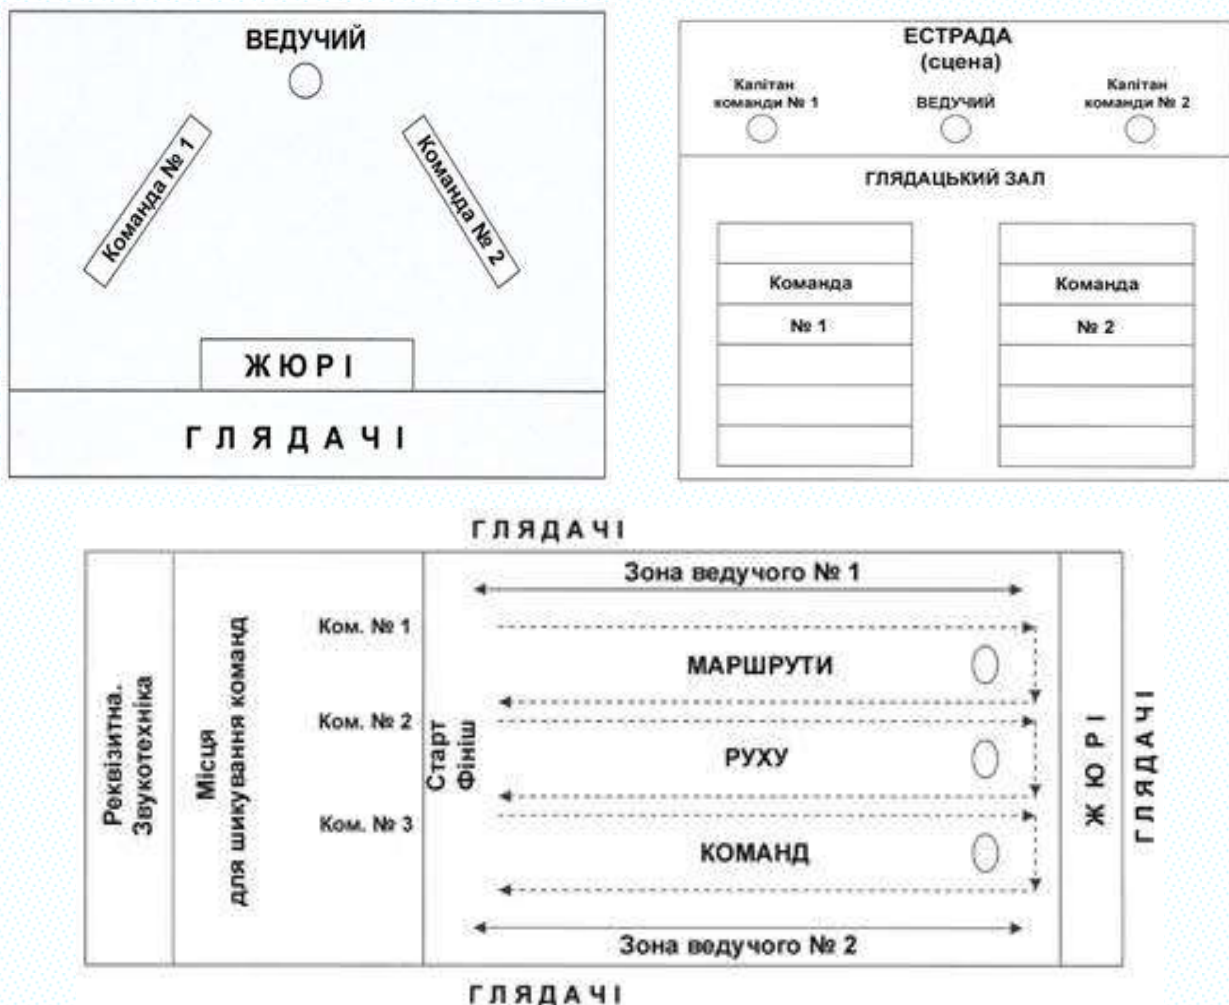 ВЕДУЧИЙ
Команда № 1
Команда № 2
ЖЮРІ
ГЛЯДАЧІ
ЕСТРАДА
(сцена)
Капітан
команди № 1
ВЕДУЧИЙ
Капітан
команди № 2
ГЛЯДАЦЬКИЙ ЗАЛ
Команда
№ 1
Команда
№ 2
ГЛЯДАЧІ
Реквізитна.
Звукотехніка
Місця
для шикування команд
Ком. № 1
Ком. № 2
Ком. № 3
Старт
Фініш
Зона ведучого № 1
МАРШРУТИ
РУХУ
КОМАНД
Зона ведучого № 2
ЖЮРІ
ГЛЯДАЧІ
ГЛЯДАЧІ